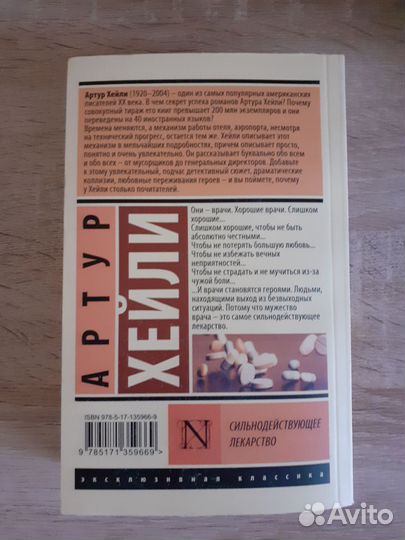 Артур Хейли (1920–2004) – один из самых популярных американских
писателей XX века. В чем секрет успеха романов Артура Хейли? Почему
совокупный тираж его книг превышает 200 млн экземпляров и они
переведены на 40 иностранных языков?
Времена меняются, а механизм работы отеля, аэропорта, несмотря
на технический прогресс, остается тем же. Хейли описывает этот
механизм в мельчайших подробностях, причем описывает просто,
понятно и очень увлекательно. Он рассказывает буквально обо всем
и обо всех – от мусорщиков до генеральных директоров. Добавьте
к этому увлекательный, подчас детективный сюжет, драматические
коллизии, любовные переживания героев – и вы поймете, почему
у Хейли столько почитателей.
АРТУР
ХЕЙЛИ
Они – врачи. Хорошие врачи. Слишком
хорошие...
Слишком хорошие, чтобы не быть
абсолютно честными...
Чтобы не потерять большую любовь...
Чтобы не избежать вечных
неприятностей...
Чтобы не страдать и не мучиться из-за
чужой боли...
...И врачи становятся героями. Людьми,
находящими выход из безвыходных
ситуаций. Потому что мужество
врача – это самое сильнодействующее
лекарство.
ISBN 978-5-17-135966-9
9 785171 359669 >
N
СИЛЬНОДЕЙСТВУЮЩЕЕ
ЛЕКАРСТВО
эксклюзивная классика
Avito